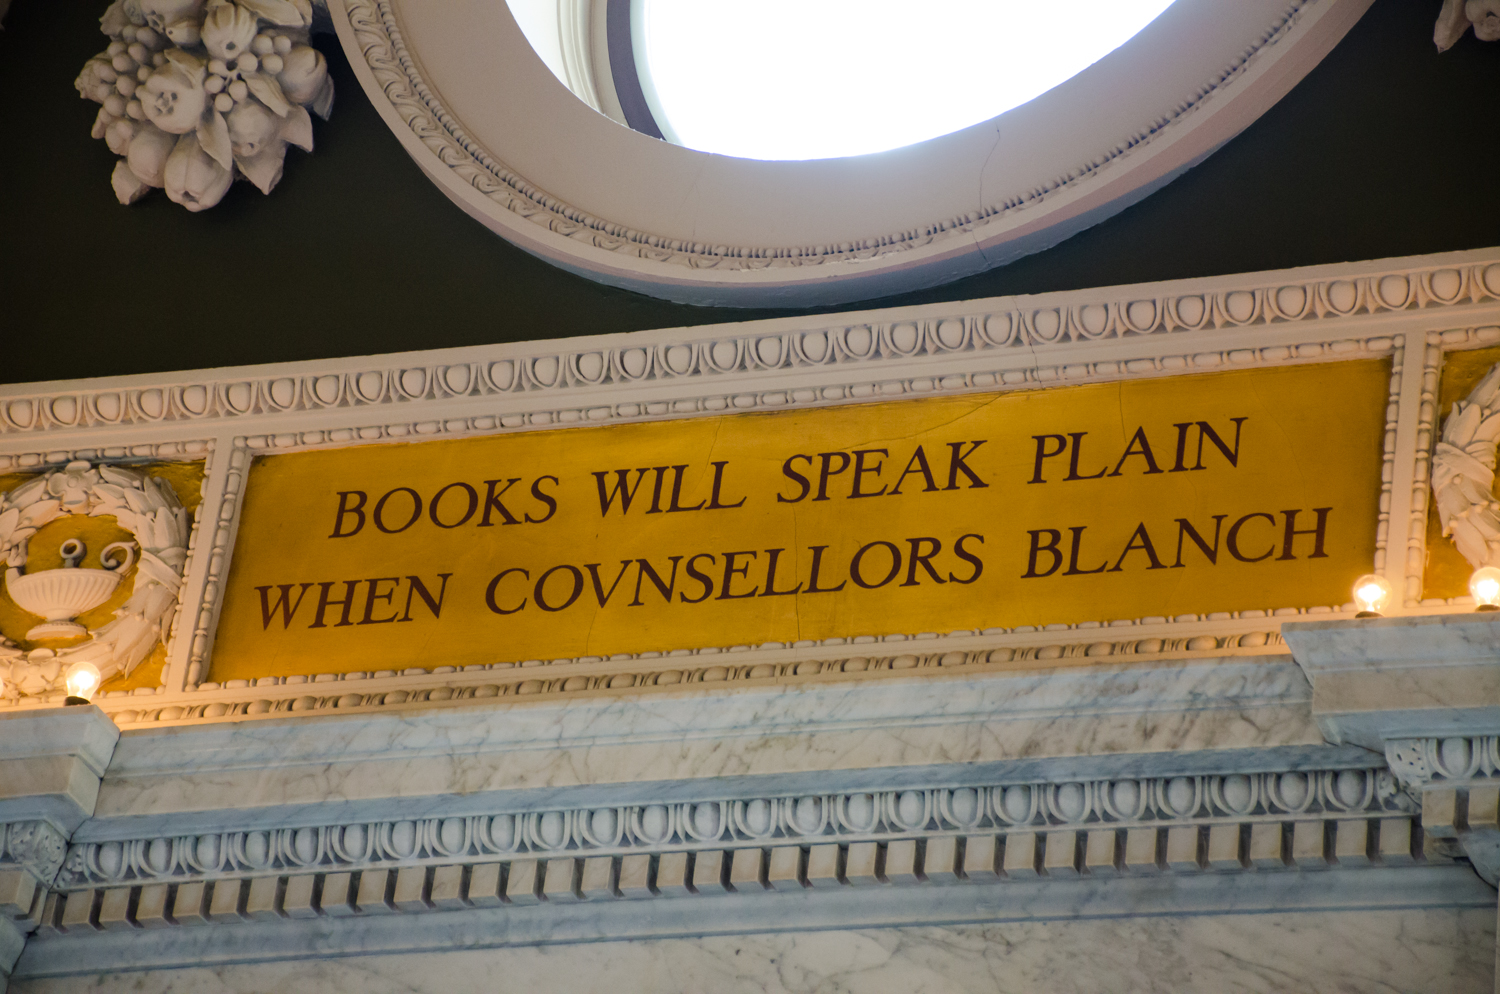 BOOKS WILL SPEAK PLAIN
WHEN COVNSELLORS BLANCH